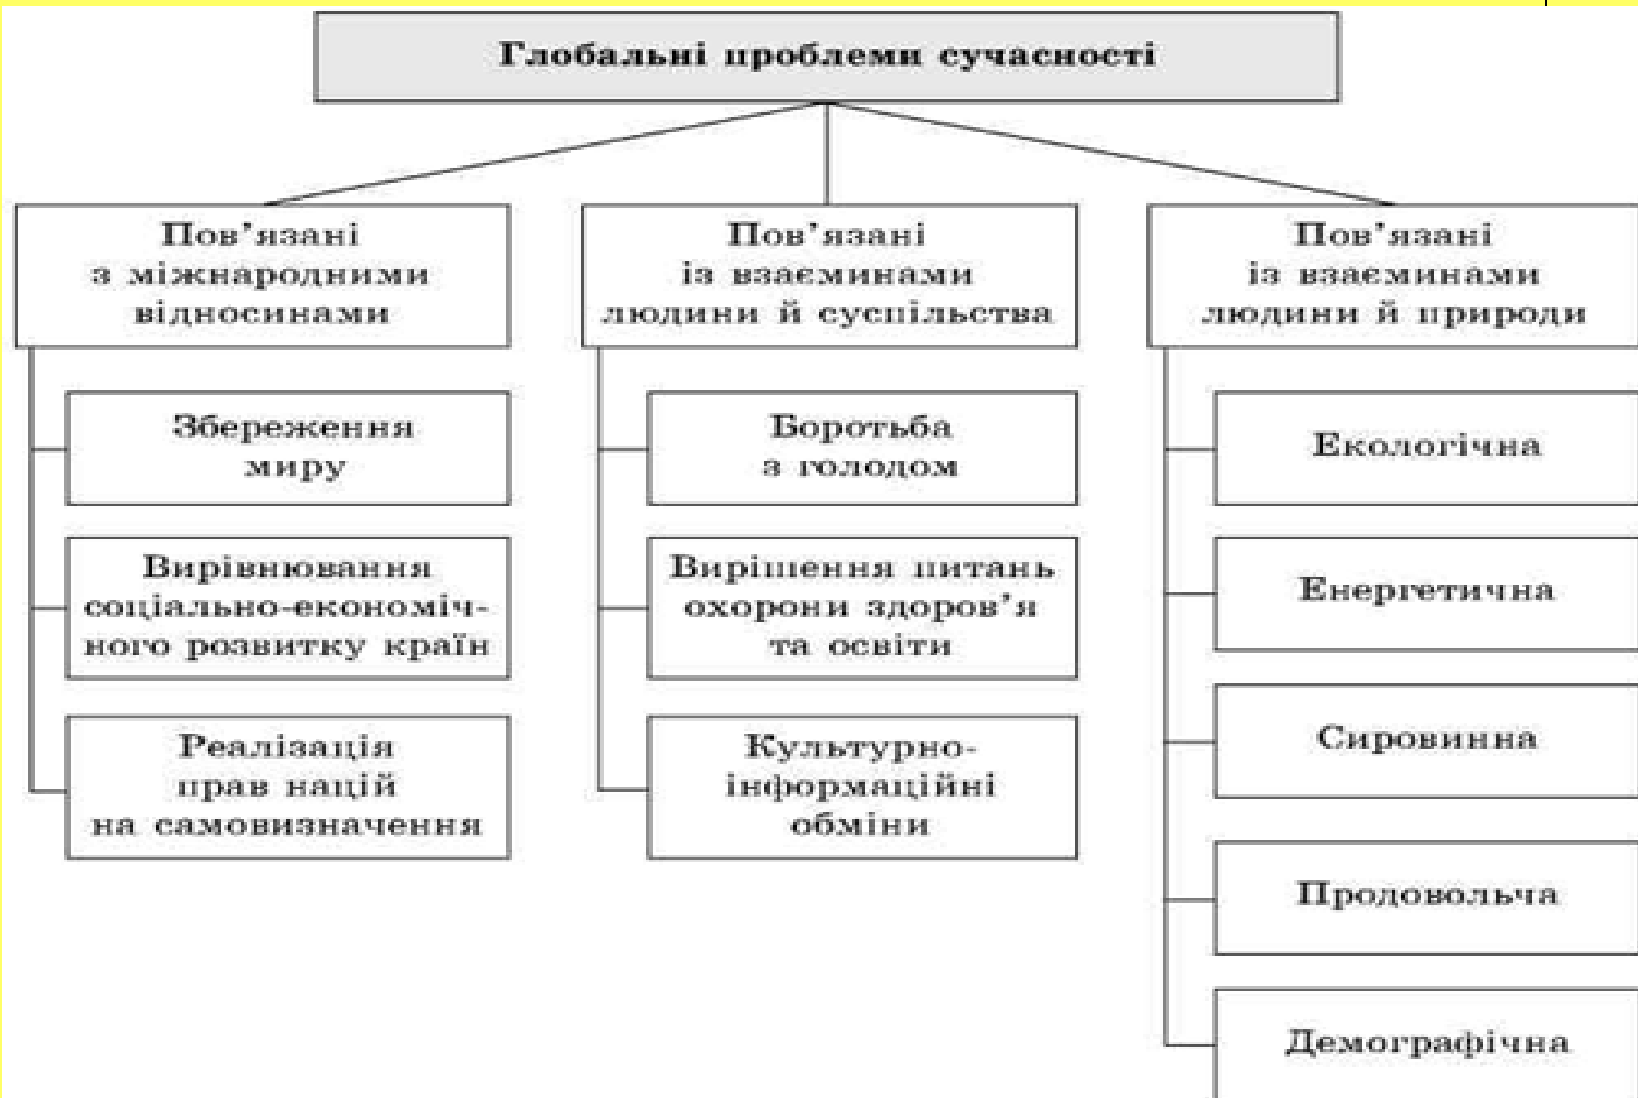 Глобальні проблеми сучасності
Пов’язані
з міжнародними
відносинами
Збереження
миру
Вирівнювання
соціально-економіч-
ного розвитку країн
Реалізація
прав націй
на самовизначення
Пов’язані
із взаєминами
людини й суспільства
Боротьба
з голодом
Вирішення питань
охорони здоров’я
та освіти
Культурно-
інформаційні
обміни
Пов’язані
із взаєминами
людини й природи
Екологічна
Енергетична
Сировинна
Продовольча
Демографічна